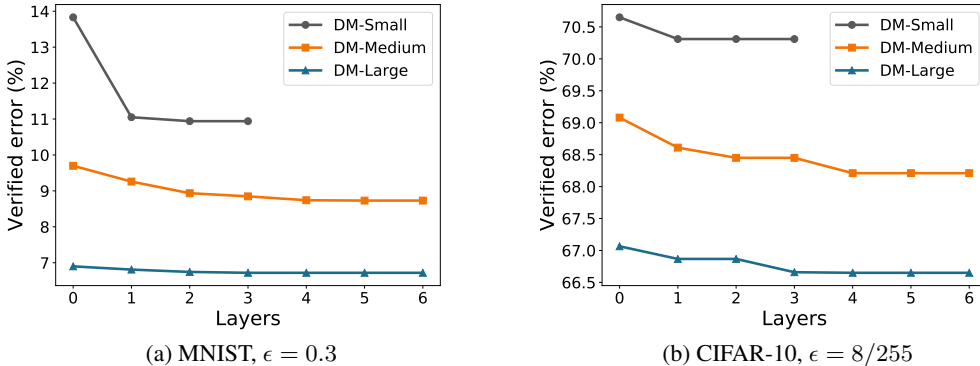 14
13
12
11
10
9
8
7
Verified error (%)
0 1 2 3 4 5 6
Layers
DM-Small
DM-Medium
DM-Large
(a) MNIST, ϵ = 0.3
70.5
70.0
69.5
69.0
68.5
68.0
67.5
67.0
66.5
Verified error (%)
0 1 2 3 4 5 6
Layers
DM-Small
DM-Medium
DM-Large
(b) CIFAR-10, ϵ = 8/255